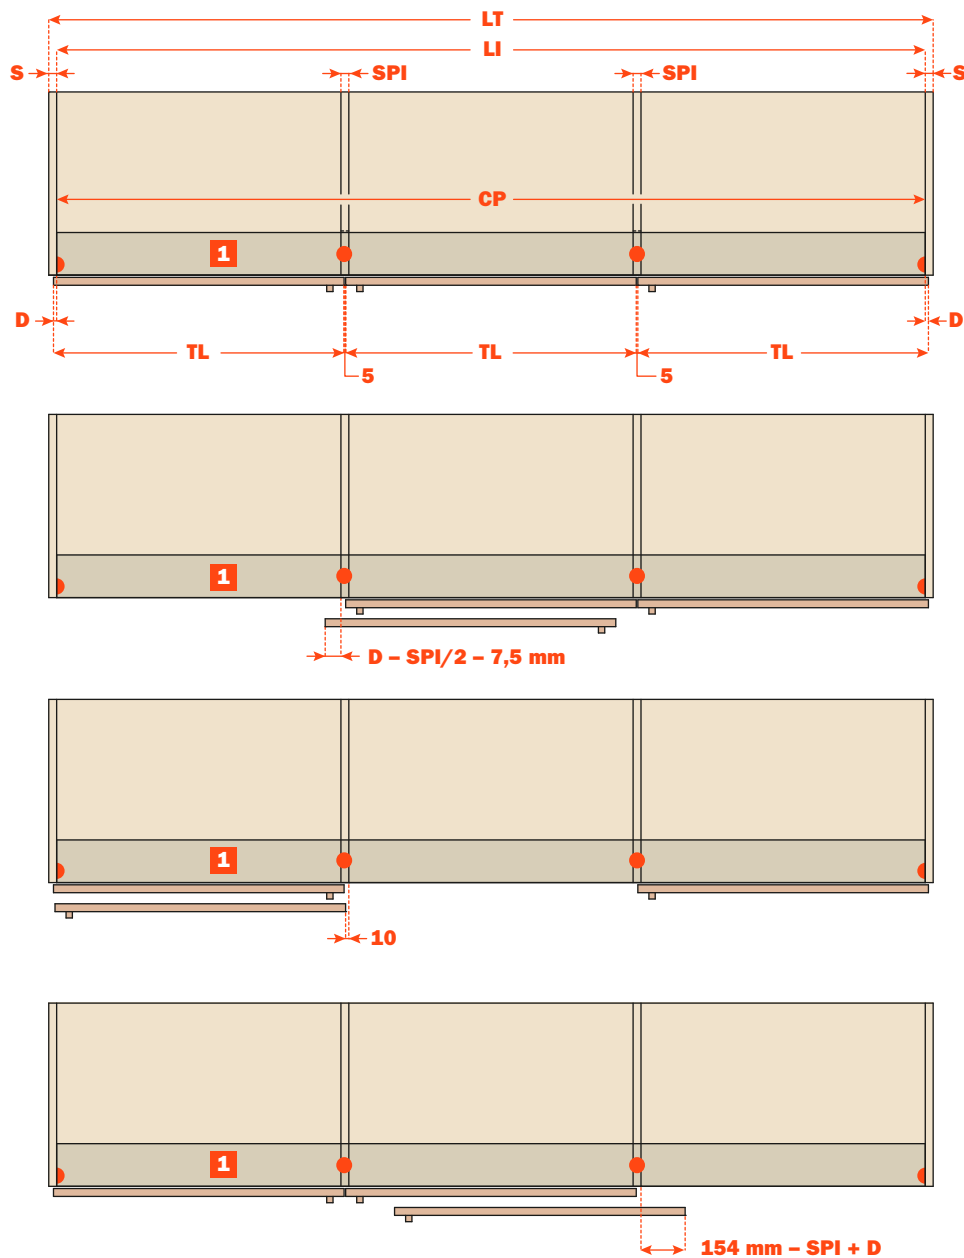 LT
LI
S SPI SPI S
CP
1
D D
TL TL TL
5 5
1
D – SPI/2 – 7,5 mm
1
10
1
154 mm – SPI + D